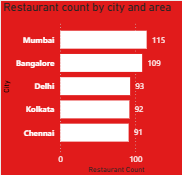 Restaurant count by city and area
Mumbai 115
Bangalore 109
Delhi 93
Kolkata 92
Chennai 91
City
0 100
Restaurant Count